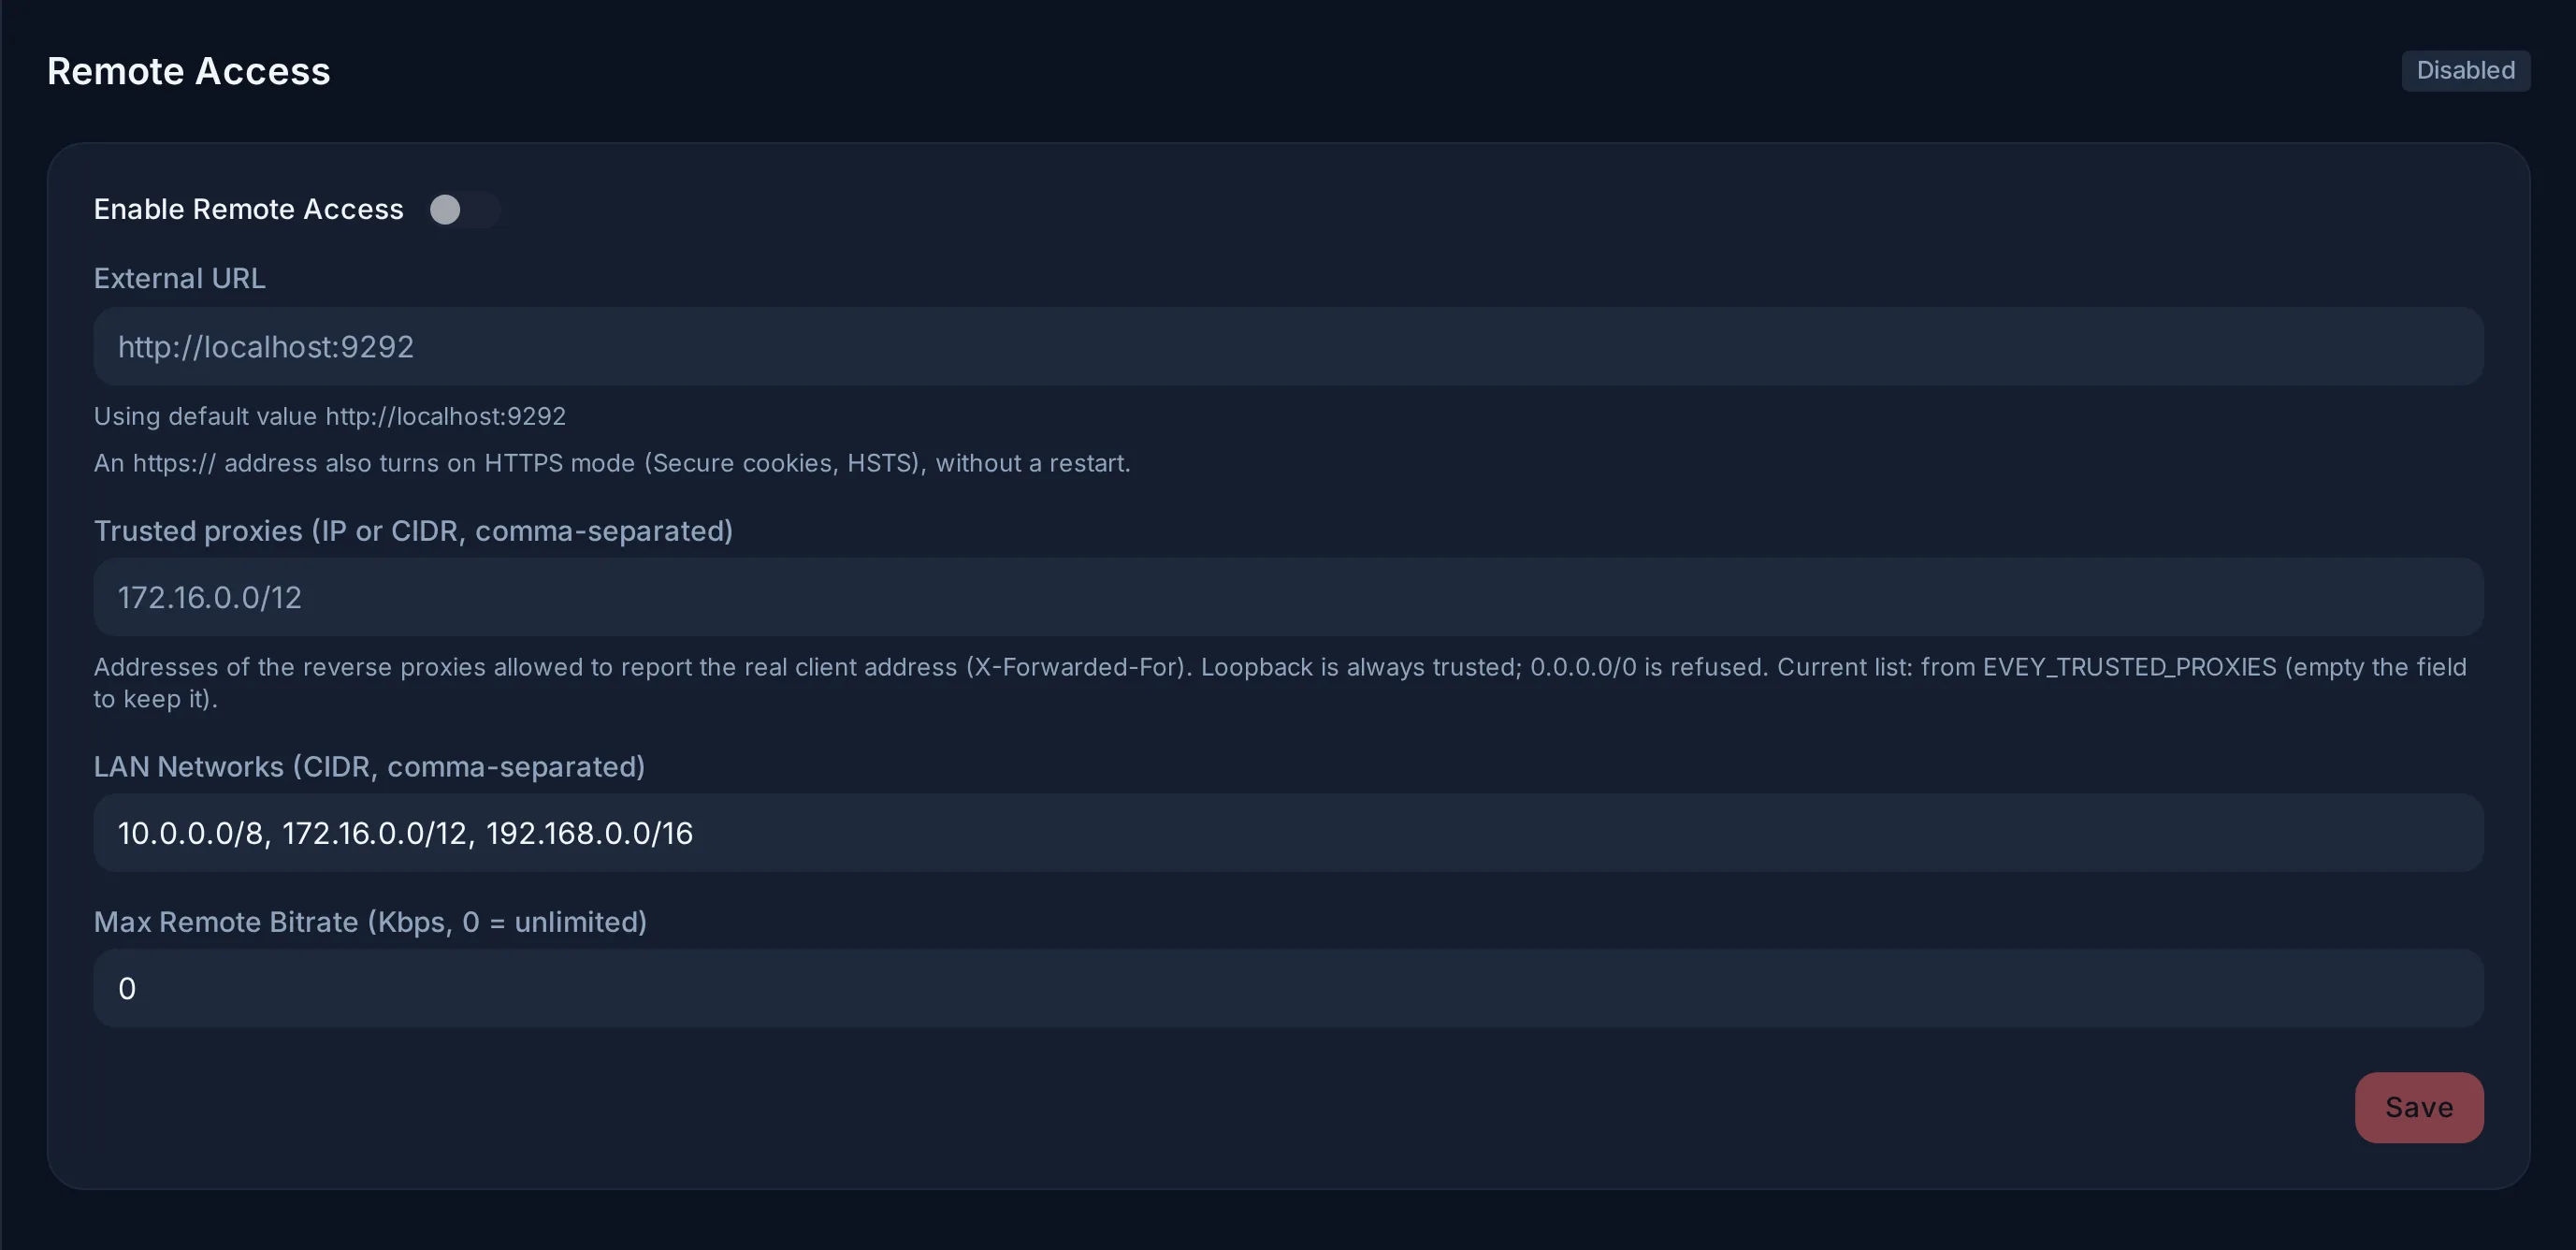 Remote Access
Disabled
Enable Remote Access
External URL
http://localhost:9292
Using default value http://localhost:9292
An https:// address also turns on HTTPS mode (Secure cookies, HSTS), without a restart.
Trusted proxies (IP or CIDR, comma-separated)
172.16.0.0/12
Addresses of the reverse proxies allowed to report the real client address (X-Forwarded-For). Loopback is always trusted; 0.0.0.0/0 is refused. Current list: from EVEY_TRUSTED_PROXIES (empty the field
to keep it).
LAN Networks (CIDR, comma-separated)
10.0.0.0/8, 172.16.0.0/12, 192.168.0.0/16
Max Remote Bitrate (Kbps, 0 = unlimited)
0
Save